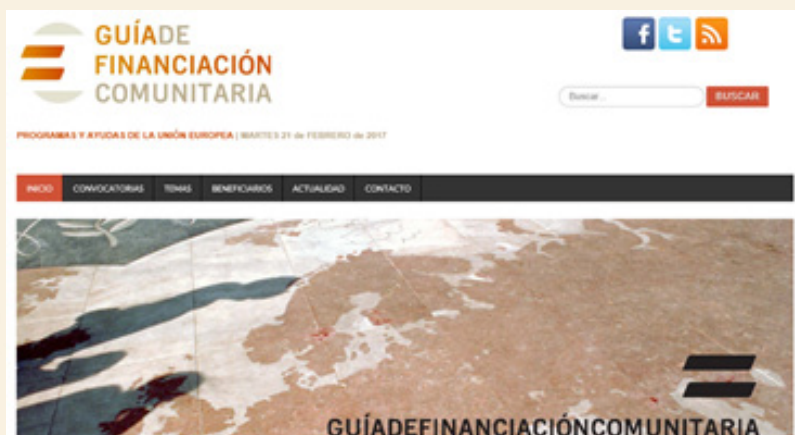 GUÍADE
FINANCIACIÓN
COMUNITARIA
Buscar...
BUSCAR
PROGRAMAS Y AYUDAS DE LA UNIÓN EUROPEA | MARTES 21 de FEBRERO de 2017
INICIO CONVOCATORIAS TEMAS BENEFICIARIOS ACTUALIDAD CONTACTO
GUÍADEFINANCIACIÓNCOMUNITARIA